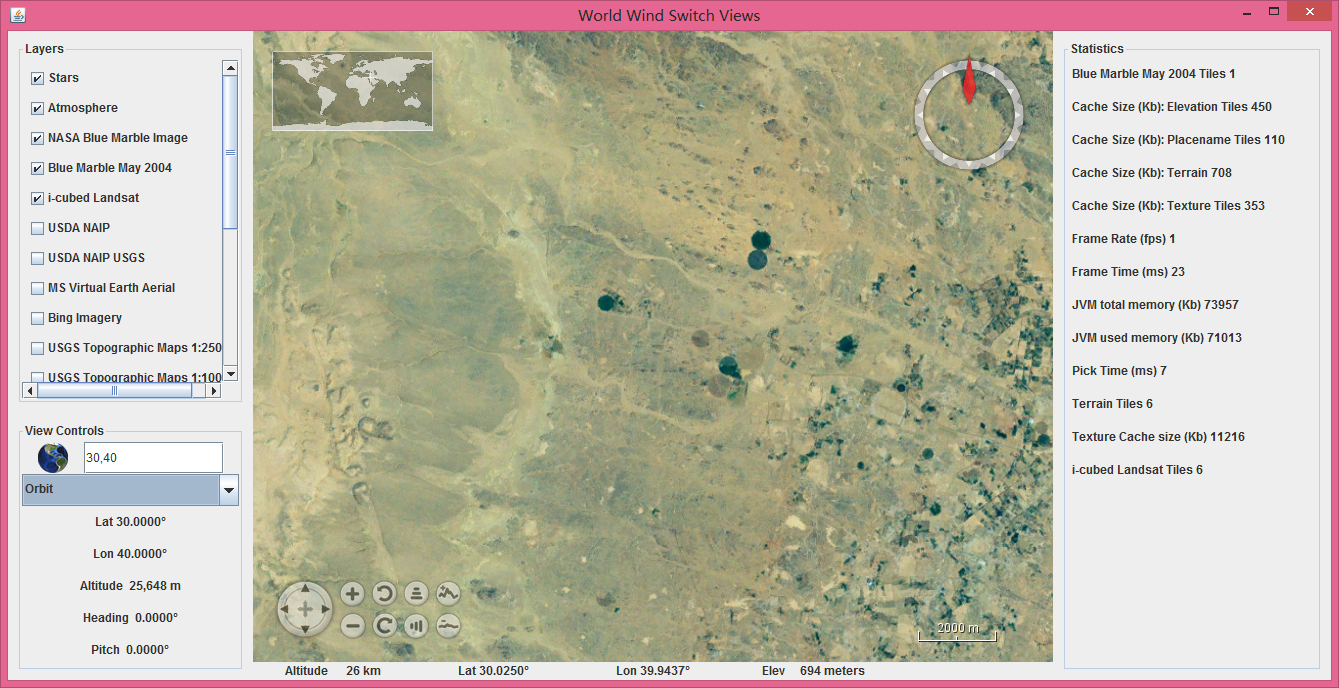 World Wind Switch Views
Layers
Stars
Atmosphere
NASA Blue Marble Image
Blue Marble May 2004
i-cubed Landsat
USDA NAIP
USDA NAIP USGS
MS Virtual Earth Aerial
Bing Imagery
USGS Topographic Maps 1:250
USGS Topographic Maps 1:100
View Controls
30,40
Orbit
Lat 30.0000°
Lon 40.0000°
Altitude 25,648 m
Heading 0.0000°
Pitch 0.0000°
2000 m
Altitude 26 km Lat 30.0250° Lon 39.9437° Elev 694 meters
Statistics
Blue Marble May 2004 Tiles 1
Cache Size (Kb): Elevation Tiles 450
Cache Size (Kb): Placename Tiles 110
Cache Size (Kb): Terrain 708
Cache Size (Kb): Texture Tiles 353
Frame Rate (fps) 1
Frame Time (ms) 23
JVM total memory (Kb) 73957
JVM used memory (Kb) 71013
Pick Time (ms) 7
Terrain Tiles 6
Texture Cache size (Kb) 11216
i-cubed Landsat Tiles 6